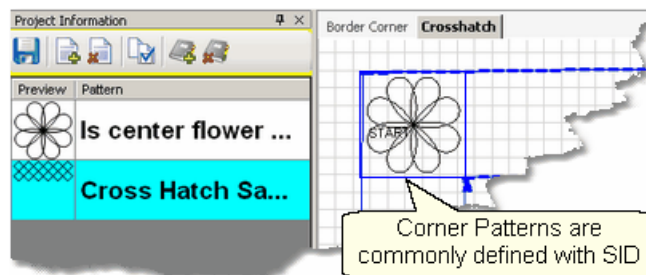 Project Information
Border Corner Crosshatch
Preview Pattern
Is center flower ...
START
Cross Hatch Sa...
Corner Patterns are
commonly defined with SID